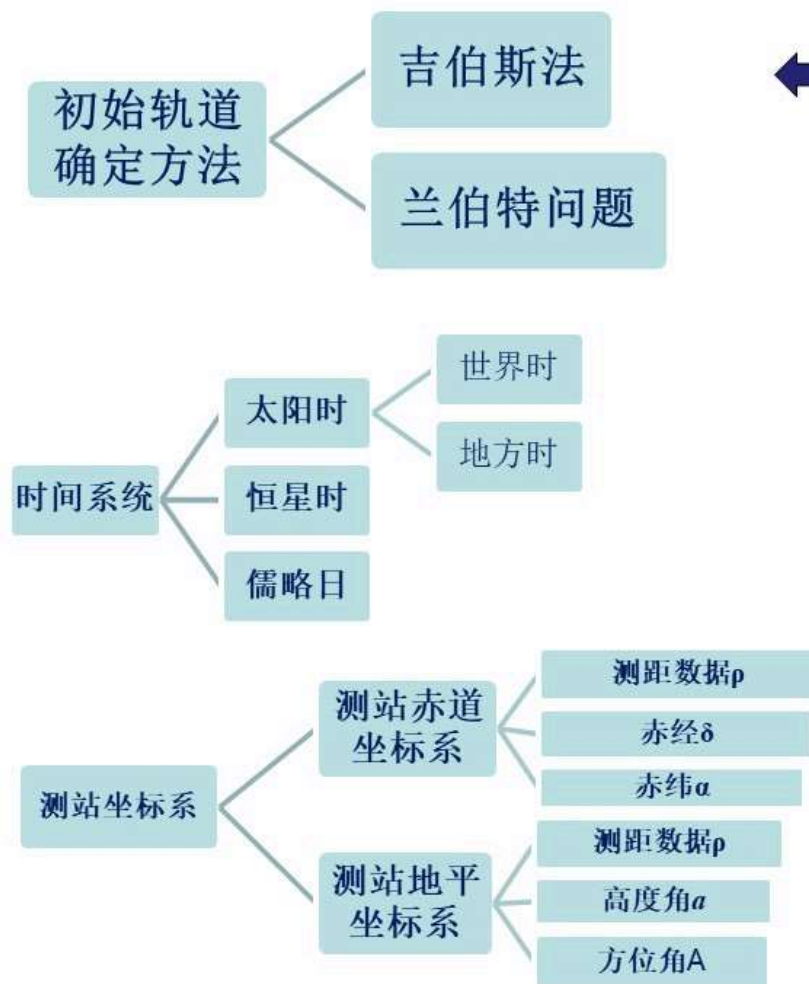 初始轨道
确定方法
吉伯斯法
兰伯特问题
时间系统
太阳时
世界时
地方时
恒星时
儒略日
测站坐标系
测站赤道
坐标系
测距数据ρ
赤经δ
赤纬α
测站地平
坐标系
测距数据ρ
高度角a
方位角A